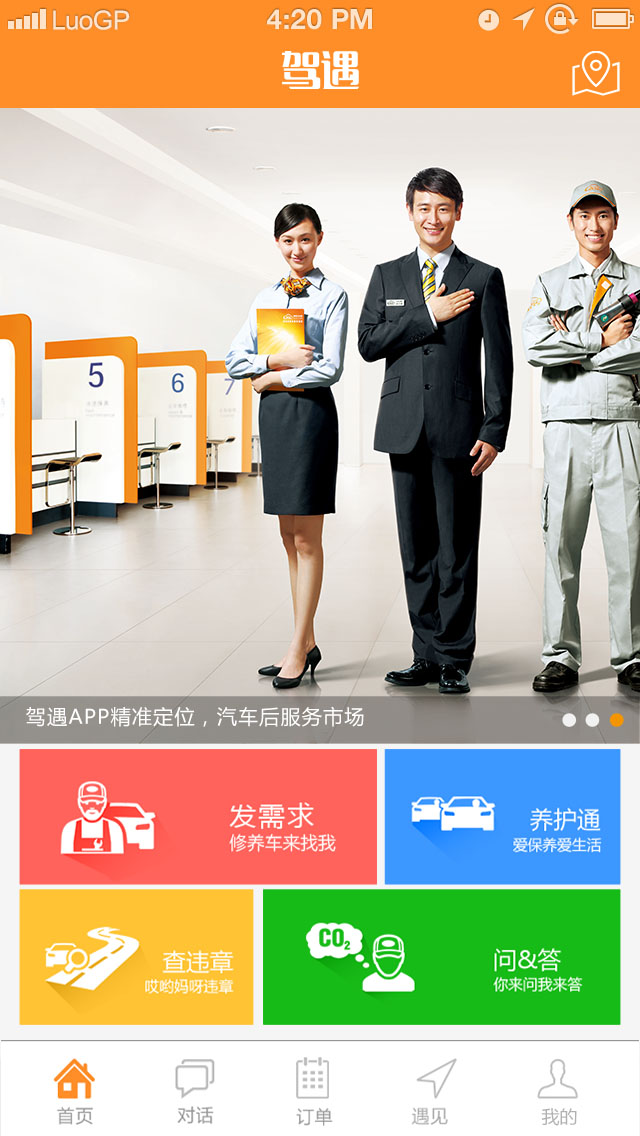 LuoGP 4:20 PM
驾遇
5
6
7
驾遇APP精准定位，汽车后服务市场
发需求
修养车来找我
养护通
爱保养爱生活
查违章
哎哟妈呀违章
CO2
问&答
你来问我来答
首页 对话 订单 遇见 我的